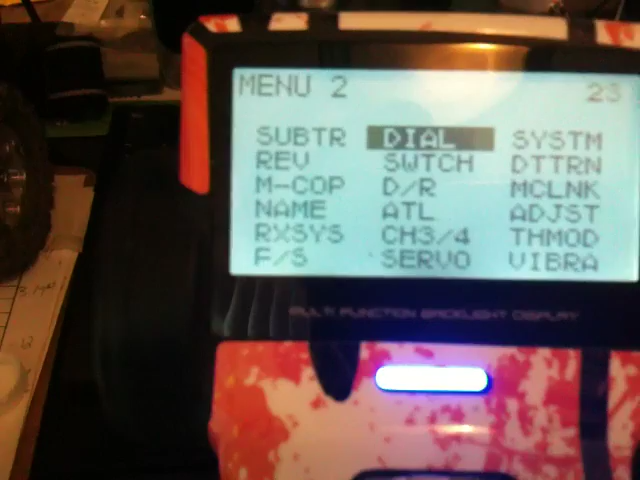 MENU 2 23
SUBTR DIAL SYSTM
REV SWTCH DTTRN
M-COP D/R MCLNK
NAME ATL ADJST
RXSYS CH3/4 THMOD
F/S SERVO VIBRA
MULTI FUNCTION BACKLIGHT DISPLAY